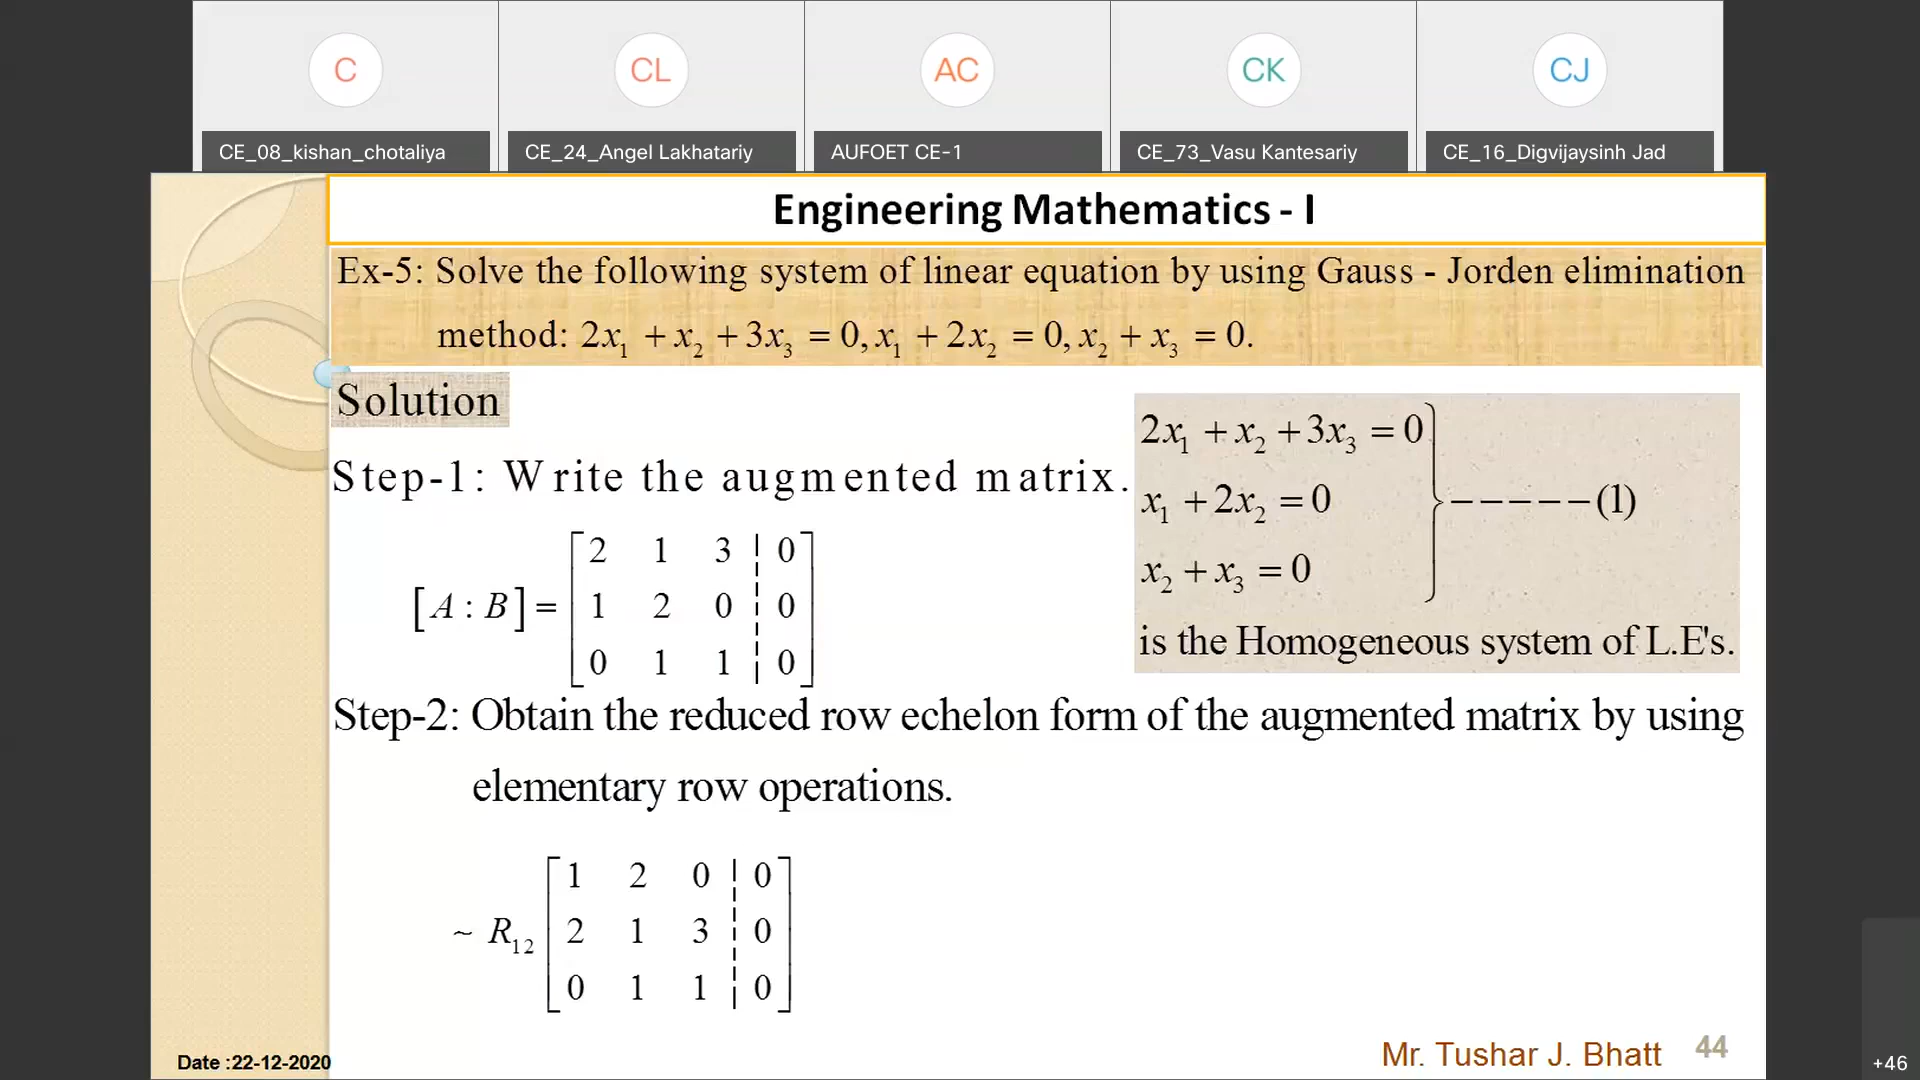 C CL AC CK CJ
CE_08_kishan_chotaliya CE_24_Angel Lakhatariy AUFOET CE-1 CE_73_Vasu Kantesariy CE_16_Digvijaysinh Jad
Engineering Mathematics - I
Ex-5: Solve the following system of linear equation by using Gauss - Jorden elimination
method: 2x₁ + x₂ + 3x₃ = 0, x₁ + 2x₂ = 0, x₂ + x₃ = 0.
Solution
Step-1: Write the augmented matrix.
[A : B] =
2 1 3 ¦ 0
1 2 0 ¦ 0
0 1 1 ¦ 0
2x₁ + x₂ + 3x₃ = 0
x₁ + 2x₂ = 0 -----(1)
x₂ + x₃ = 0
is the Homogeneous system of L.E's.
Step-2: Obtain the reduced row echelon form of the augmented matrix by using
elementary row operations.
~ R₁₂
1 2 0 ¦ 0
2 1 3 ¦ 0
0 1 1 ¦ 0
Date :22-12-2020
Mr. Tushar J. Bhatt 44
+46